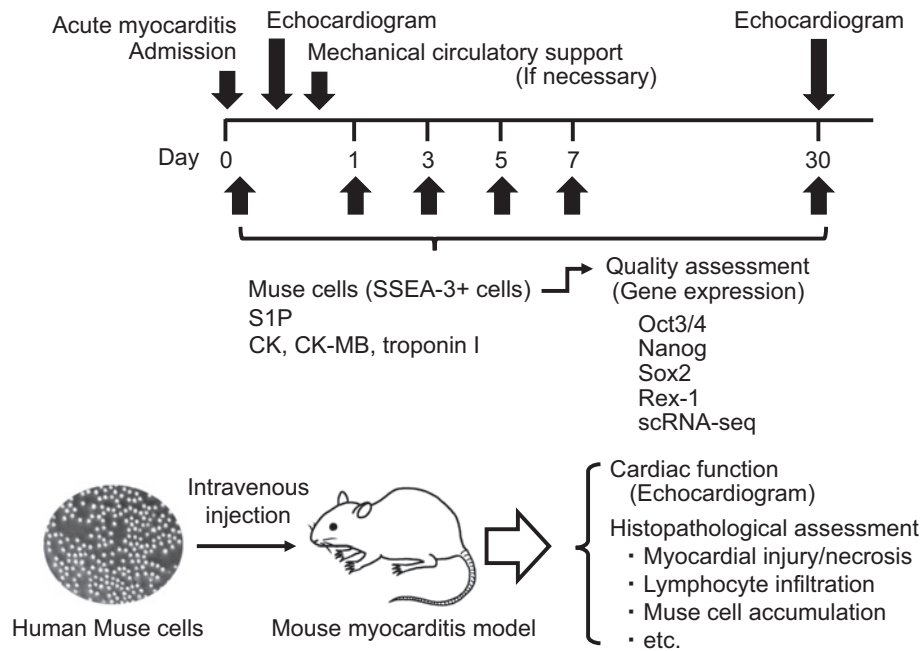 Acute myocarditis
Admission
Echocardiogram
Echocardiogram
Mechanical circulatory support
(If necessary)
Day 0 1 3 5 7 30
Muse cells (SSEA-3+ cells)
S1P
CK, CK-MB, troponin I
Quality assessment
(Gene expression)
Oct3/4
Nanog
Sox2
Rex-1
scRNA-seq
Intravenous
injection
Human Muse cells
Mouse myocarditis model
Cardiac function
(Echocardiogram)
Histopathological assessment
・Myocardial injury/necrosis
・Lymphocyte infiltration
・Muse cell accumulation
・etc.